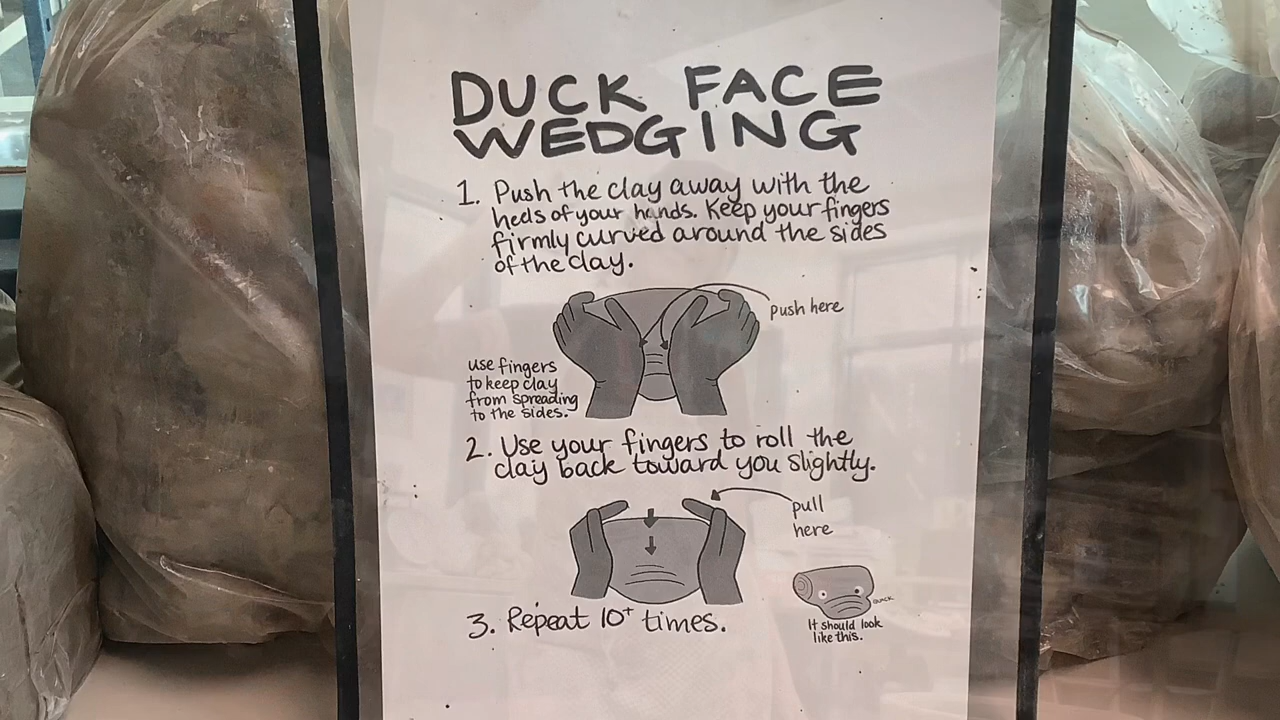 DUCK FACE
WEDGING
1. Push the clay away with the
heels of your hands. Keep your fingers
firmly curved around the sides
of the clay.
push here
use fingers
to keep clay
from spreading
to the sides.
2. Use your fingers to roll the
clay back toward you slightly.
pull
here
QUACK
It should look
like this.
3. Repeat 10+ times.